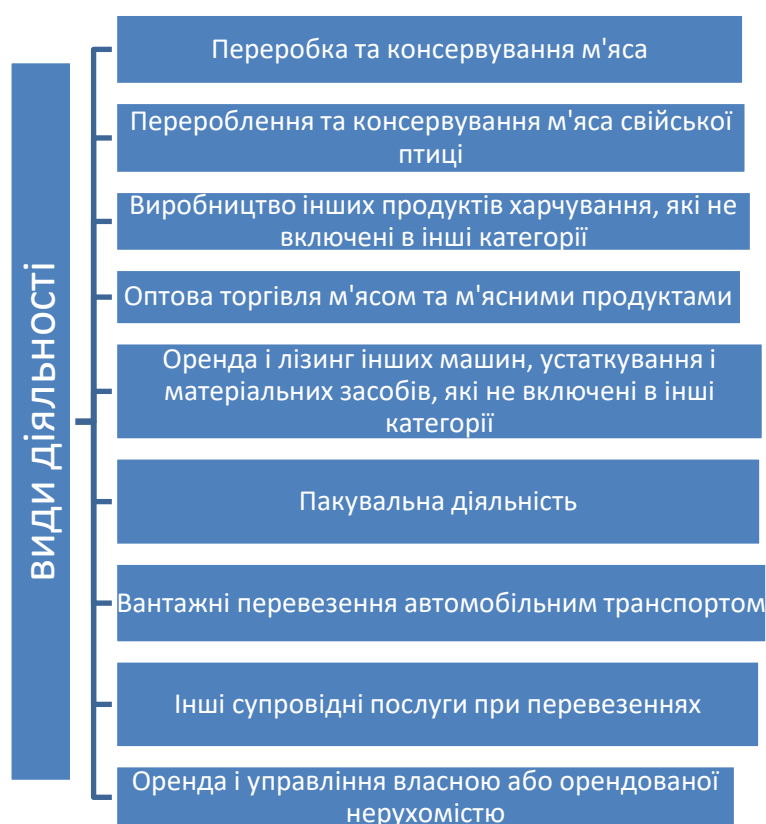 види діяльності
Переробка та консервування м'яса
Перероблення та консервування м'яса свійської
птиці
Виробництво інших продуктів харчування, які не
включені в інші категорії
Оптова торгівля м'ясом та м'ясними продуктами
Оренда і лізинг інших машин, устаткування і
матеріальних засобів, які не включені в інші
категорії
Пакувальна діяльність
Вантажні перевезення автомобільним транспортом
Інші супровідні послуги при перевезеннях
Оренда і управління власною або орендованої
нерухомістю